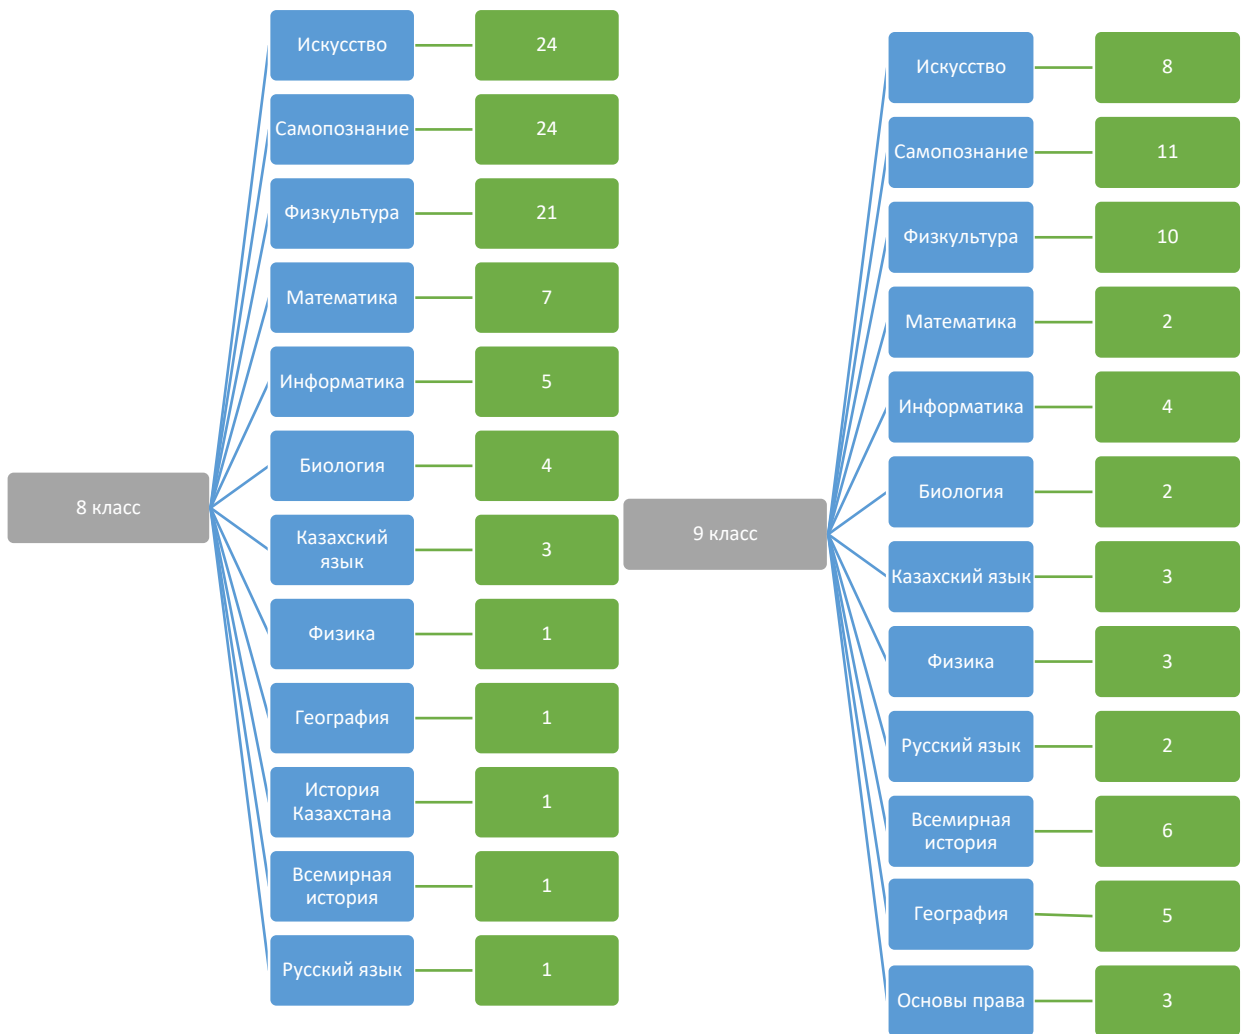 8 класс
Искусство
24
Самопознание
24
Физкультура
21
Математика
7
Информатика
5
Биология
4
Казахский
язык
3
Физика
1
География
1
История
Казахстана
1
Всемирная
история
1
Русский язык
1
9 класс
Искусство
8
Самопознание
11
Физкультура
10
Математика
2
Информатика
4
Биология
2
Казахский язык
3
Физика
3
Русский язык
2
Всемирная
история
6
География
5
Основы права
3